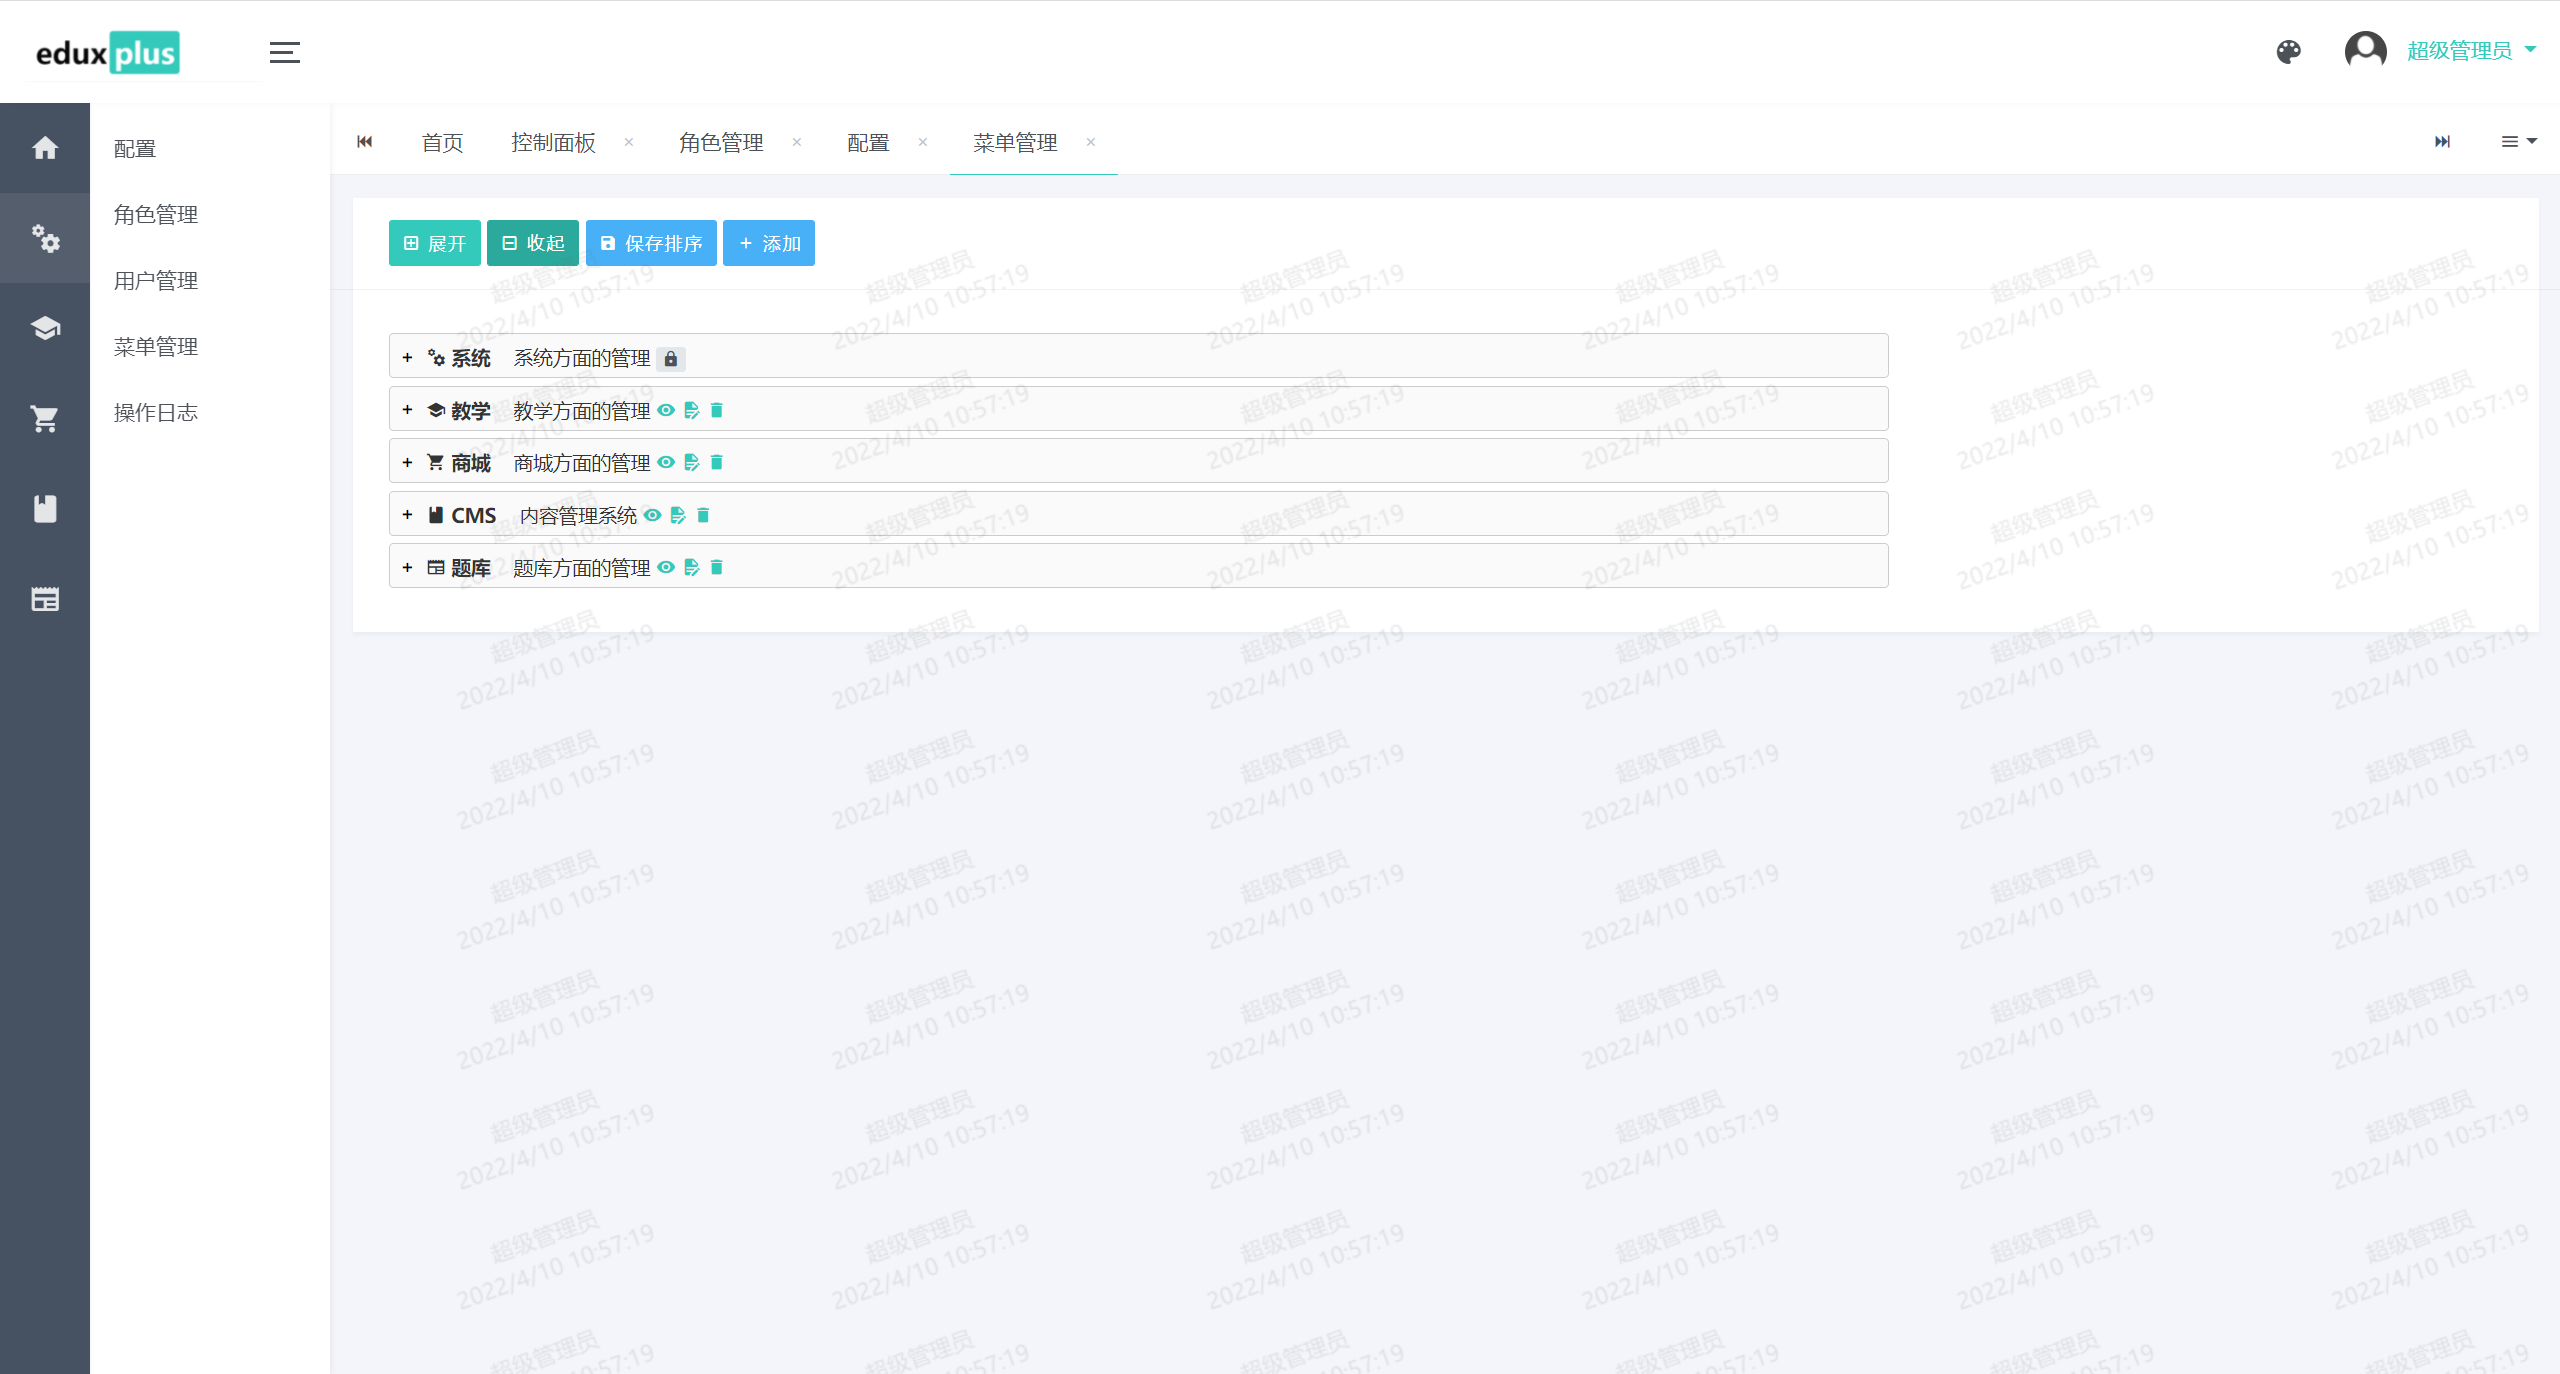 eduxplus
超级管理员
配置
角色管理
用户管理
菜单管理
操作日志
首页 控制面板 × 角色管理 × 配置 × 菜单管理 ×
展开 收起 保存排序 + 添加
+ 系统 系统方面的管理
+ 教学 教学方面的管理
+ 商城 商城方面的管理
+ CMS 内容管理系统
+ 题库 题库方面的管理
超级管理员
2022/4/10 10:57:19